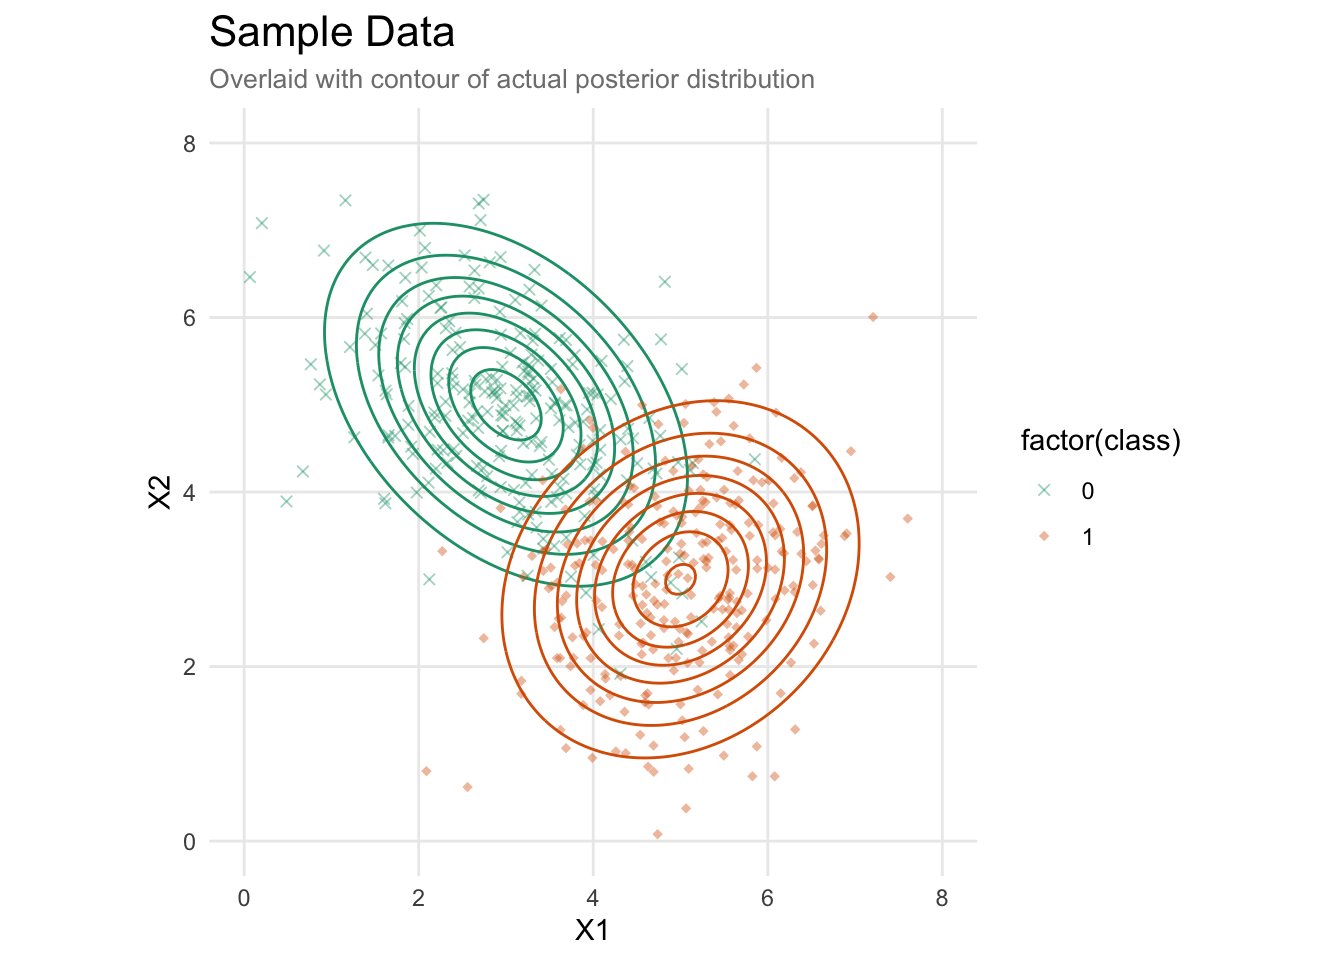 Sample Data
Overlaid with contour of actual posterior distribution
8
6
4
2
0
X2
0 2 4 6 8
X1
factor(class)
0
1